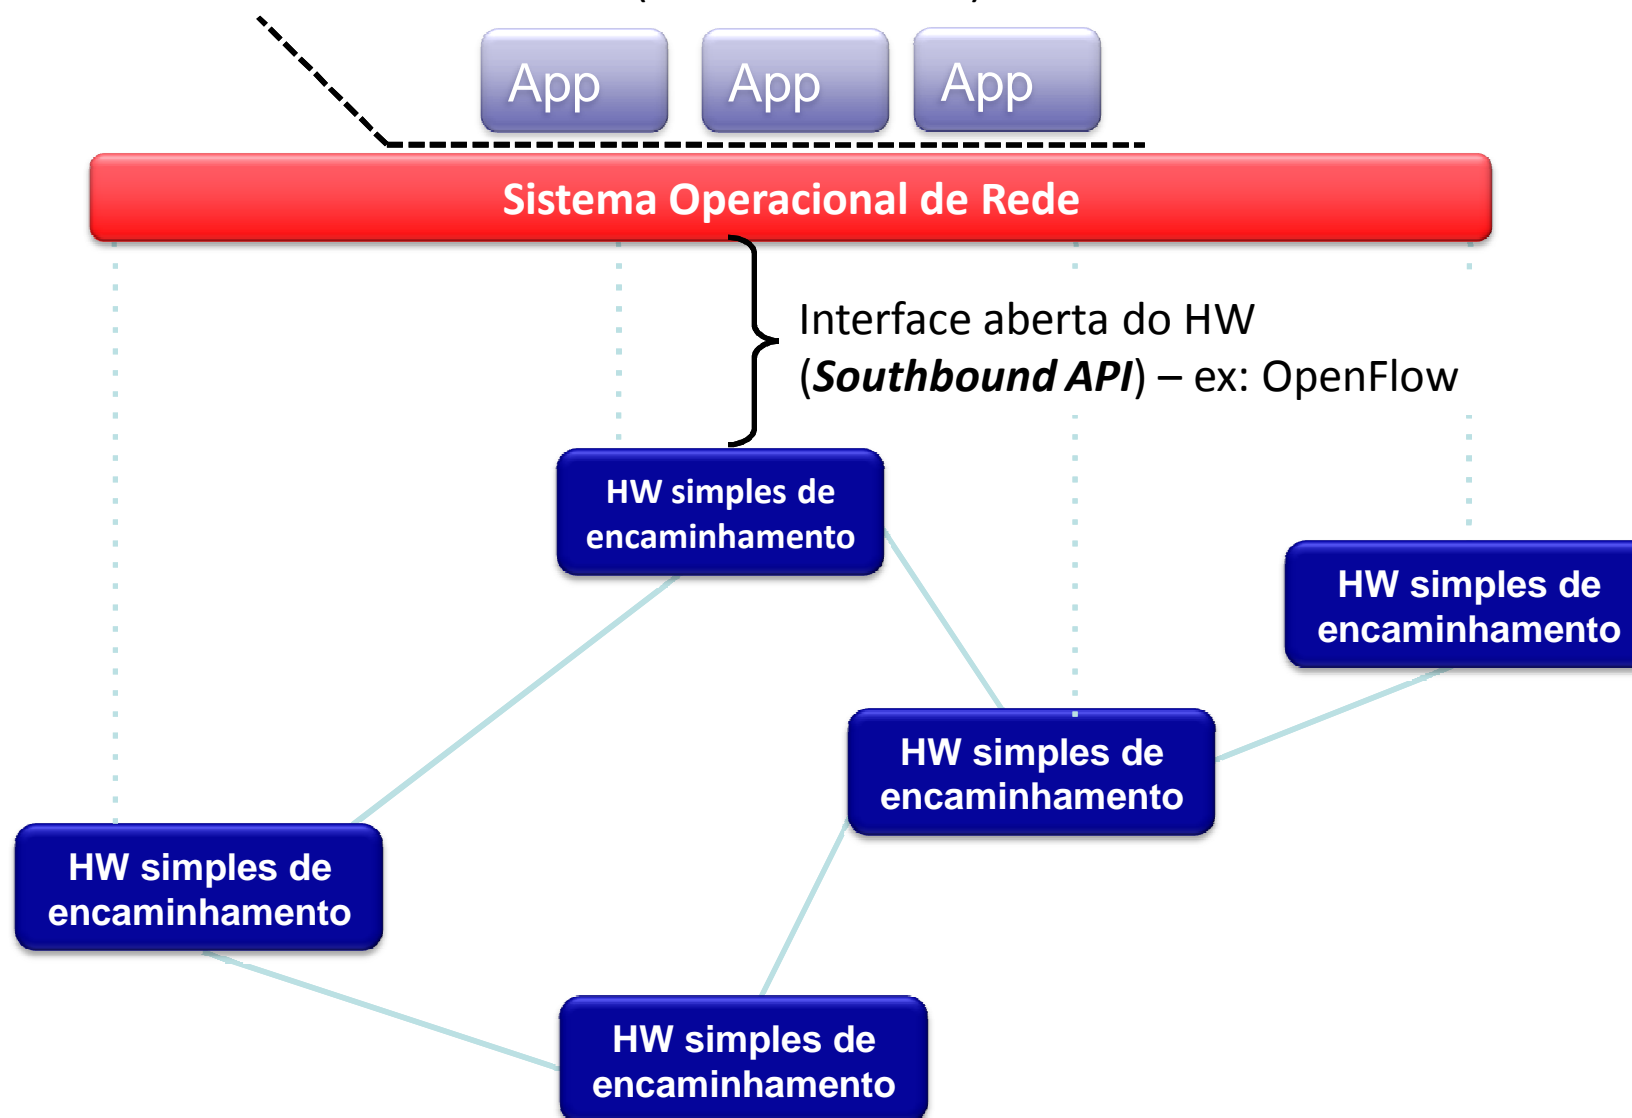 App
App
App
Sistema Operacional de Rede
Interface aberta do HW
(Southbound API) – ex: OpenFlow
HW simples de
encaminhamento
HW simples de
encaminhamento
HW simples de
encaminhamento
HW simples de
encaminhamento
HW simples de
encaminhamento